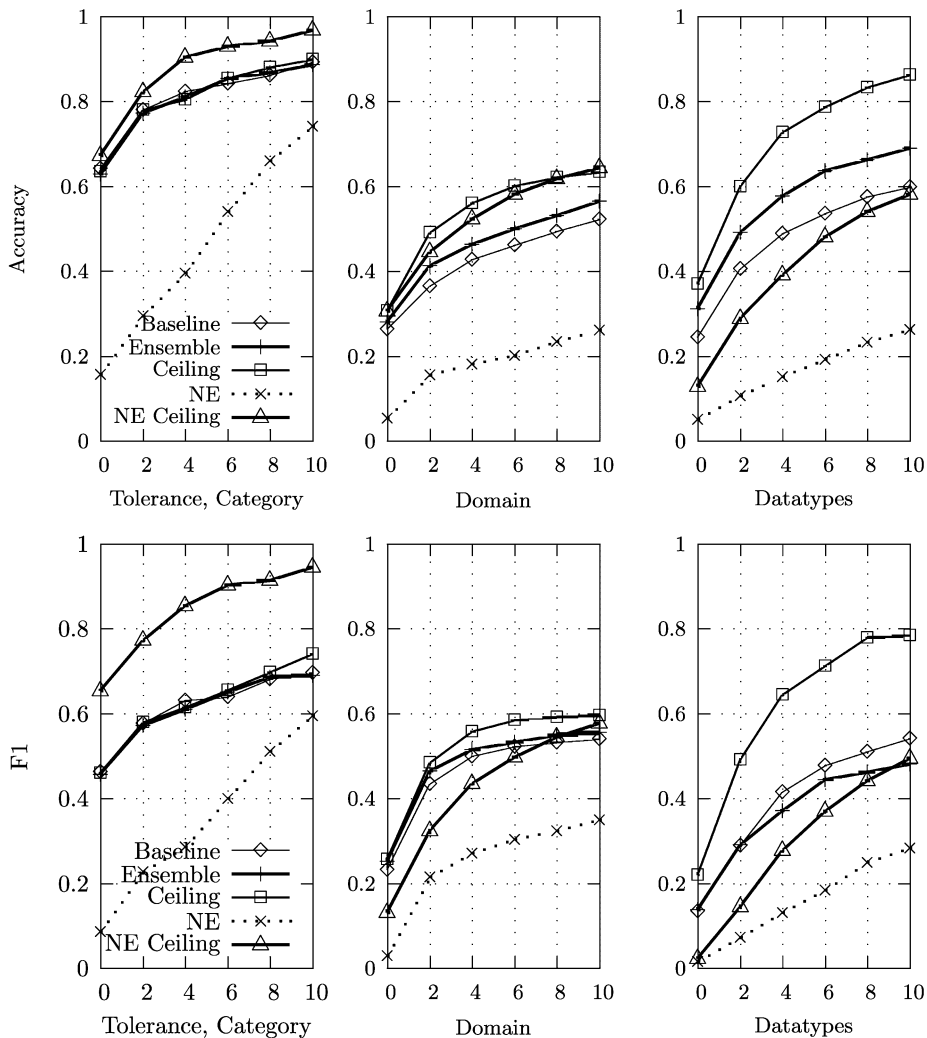 1
0.8
0.6
0.4
0.2
0
Accuracy
Baseline
Ensemble
Ceiling
NE
NE Ceiling
0 2 4 6 8 10
Tolerance, Category
1
0.8
0.6
0.4
0.2
0
0 2 4 6 8 10
Domain
1
0.8
0.6
0.4
0.2
0
0 2 4 6 8 10
Datatypes
1
0.8
0.6
0.4
0.2
0
F1
Baseline
Ensemble
Ceiling
NE
NE Ceiling
0 2 4 6 8 10
Tolerance, Category
1
0.8
0.6
0.4
0.2
0
0 2 4 6 8 10
Domain
1
0.8
0.6
0.4
0.2
0
0 2 4 6 8 10
Datatypes